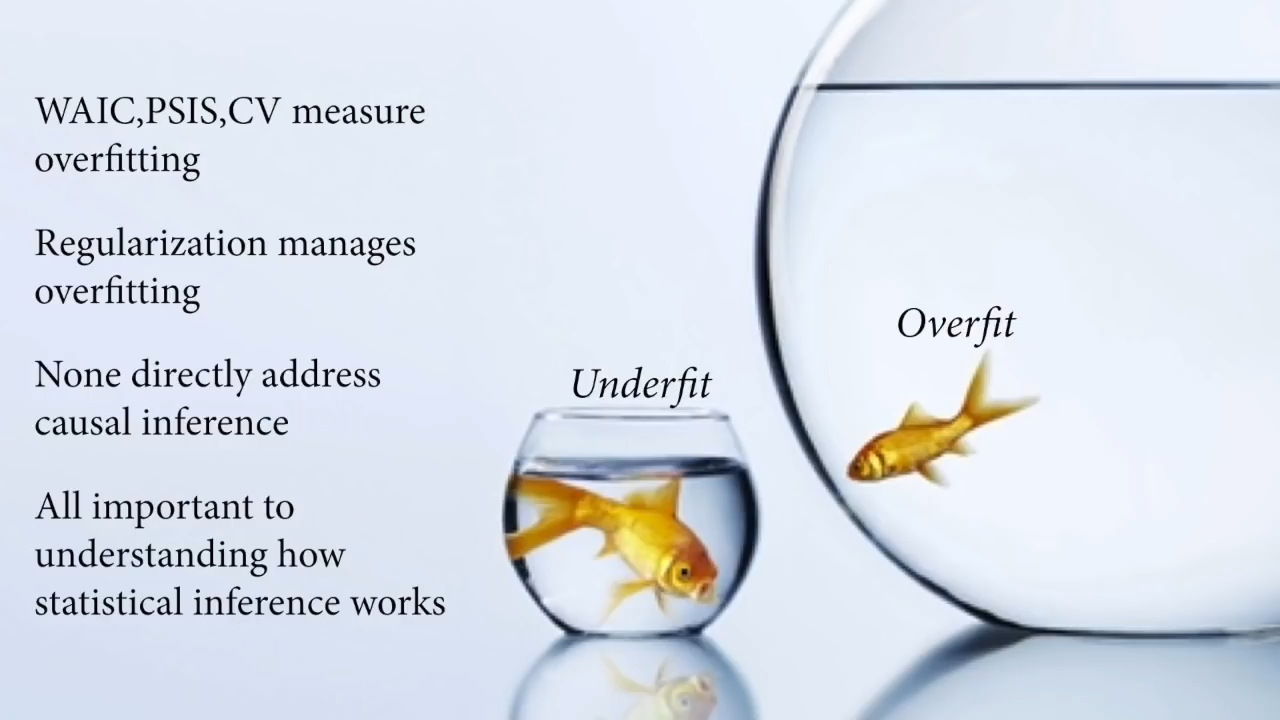 WAIC,PSIS,CV measure
overfitting
Regularization manages
overfitting
None directly address
causal inference
All important to
understanding how
statistical inference works
Underfit
Overfit